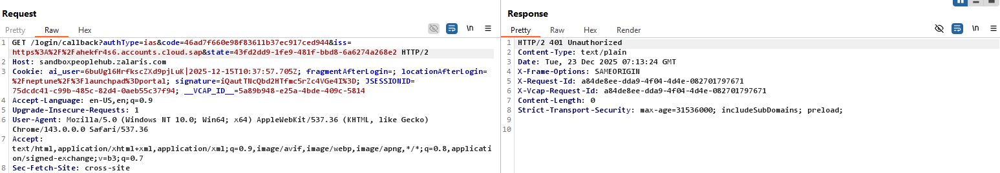 Request
Pretty Raw Hex
\n
1 GET /login/callback?authType=ias&code=46ad7f660e98f83611b37ec917ced944&iss=
https%3A%2F%2Fahekfr4s6.accounts.cloud.sap&state=43fd2dd9-1fe9-481f-bbd8-6a6274a268e2 HTTP/2
2 Host: sandboxpeoplehub.zalaris.com
3 Cookie: ai_user=6buUgl6HrfkscZXd9pjLuK|2025-12-15T10:37:57.705Z; fragmentAfterLogin=; locationAfterLogin=
%2Fneptune%2F%3Flaunchpad%3Dportal; signature=iQautTNcQbd2HTfmc5rZc4VGe4I%3D; JSESSIONID=
75dcdc41-c99b-485c-82d4-0aeb55c37f94; __VCAP_ID__=5a89b948-e25a-4bde-409c-5814
4 Accept-Language: en-US,en;q=0.9
5 Upgrade-Insecure-Requests: 1
6 User-Agent: Mozilla/5.0 (Windows NT 10.0; Win64; x64) AppleWebKit/537.36 (KHTML, like Gecko)
Chrome/143.0.0.0 Safari/537.36
7 Accept:
text/html,application/xhtml+xml,application/xml;q=0.9,image/avif,image/webp,image/apng,*/*;q=0.8,applicati
on/signed-exchange;v=b3;q=0.7
8 Sec-Fetch-Site: cross-site
Response
Pretty Raw Hex Render
\n
1 HTTP/2 401 Unauthorized
2 Content-Type: text/plain
3 Date: Tue, 23 Dec 2025 07:13:24 GMT
4 X-Frame-Options: SAMEORIGIN
5 X-Request-Id: a84de8ee-dda9-4f04-4d4e-082701797671
6 X-Vcap-Request-Id: a84de8ee-dda9-4f04-4d4e-082701797671
7 Content-Length: 0
8 Strict-Transport-Security: max-age=31536000; includeSubDomains; preload;
9
10